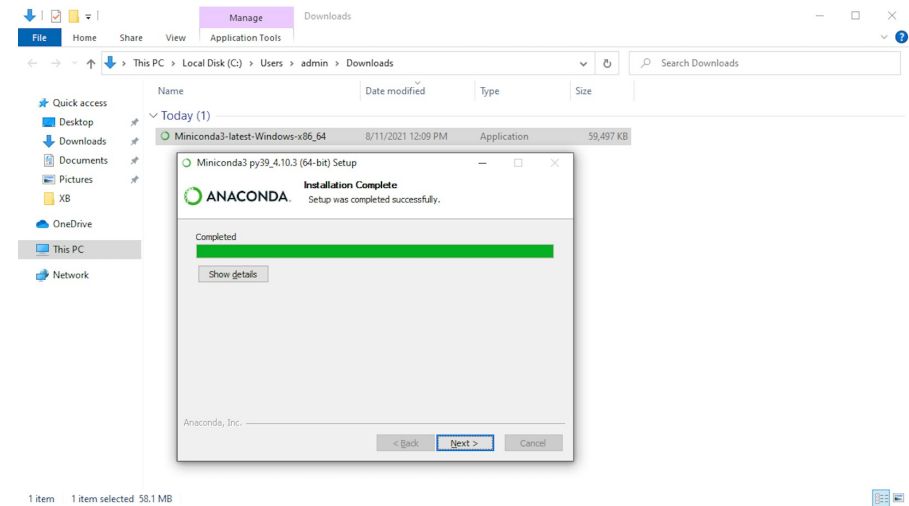 Manage Downloads
File Home Share View Application Tools
This PC > Local Disk (C:) > Users > admin > Downloads
Search Downloads
Name Date modified Type Size
Quick access
Desktop
Downloads
Documents
Pictures
XB
OneDrive
This PC
Network
Today (1)
Miniconda3-latest-Windows-x86_64 8/11/2021 12:09 PM Application 59,497 KB
Miniconda3 py39_4.10.3 (64-bit) Setup
ANACONDA.
Installation Complete
Setup was completed successfully.
Completed
Show details
Anaconda, Inc.
< Back Next > Cancel
1 item 1 item selected 58.1 MB